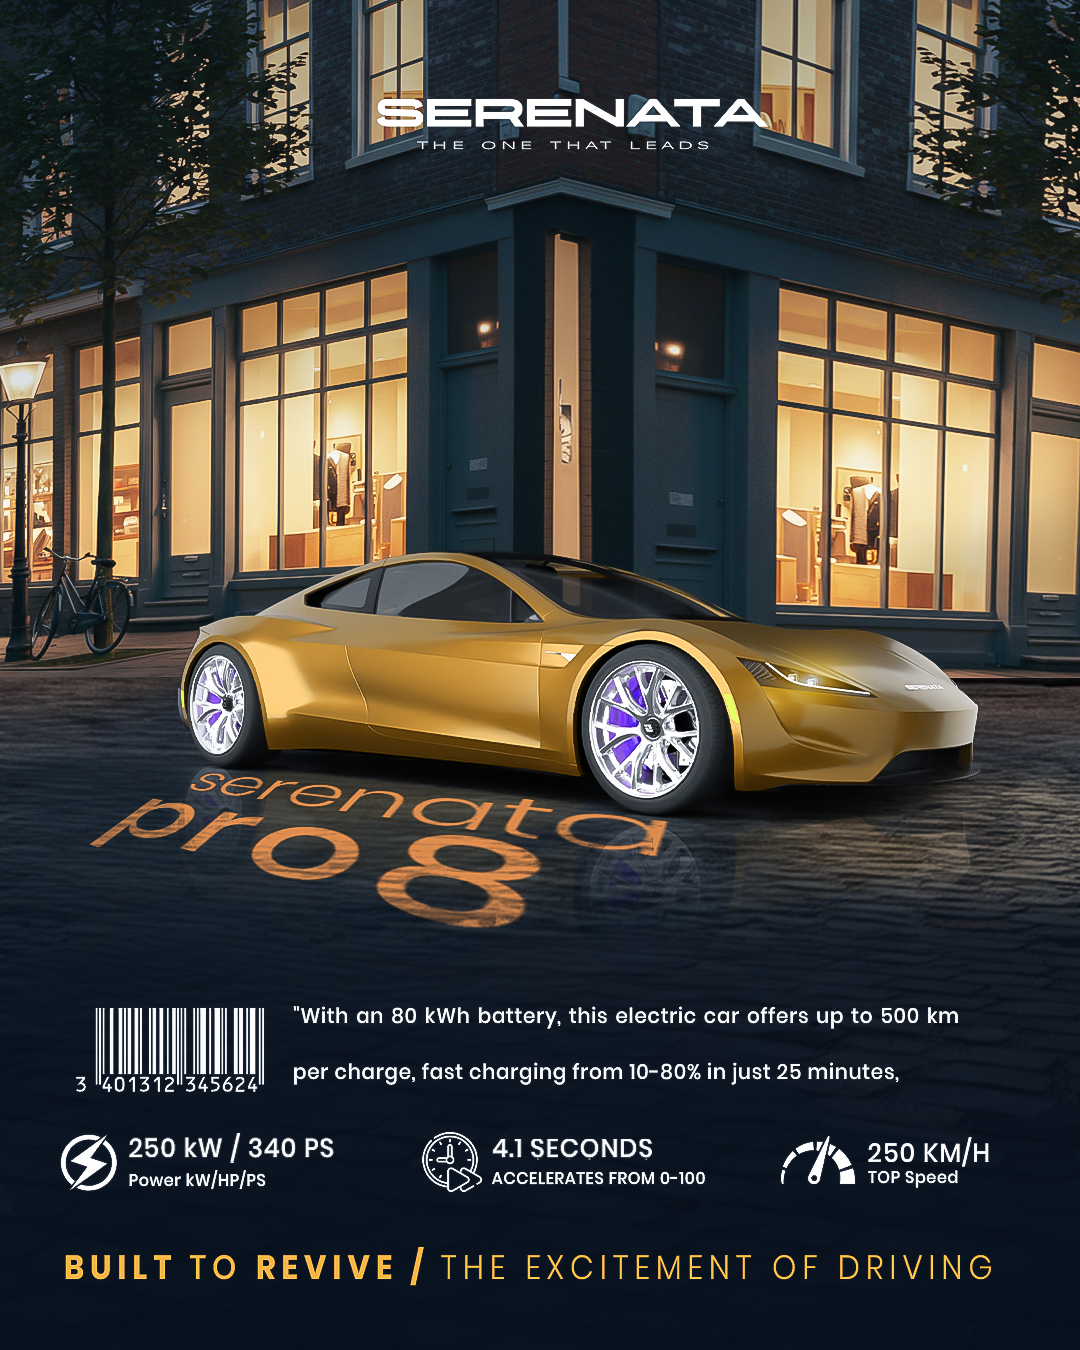 SERENATA
THE ONE THAT LEADS
SERENATA
serenata
pro 8
"With an 80 kWh battery, this electric car offers up to 500 km
per charge, fast charging from 10-80% in just 25 minutes,
3 401312 345624
250 kW / 340 PS
Power kW/HP/PS
4.1 SECONDS
ACCELERATES FROM 0-100
250 KM/H
TOP Speed
BUILT TO REVIVE / THE EXCITEMENT OF DRIVING